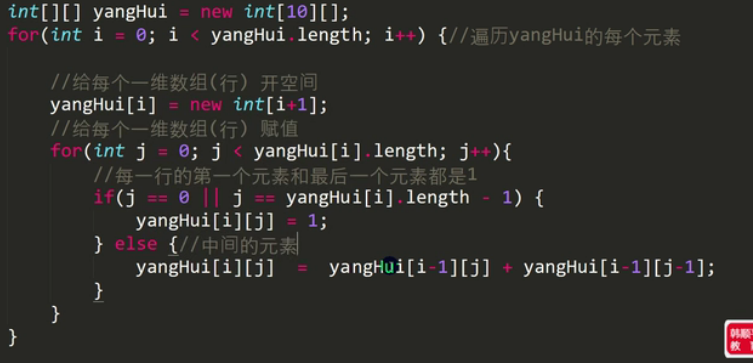 int[][] yangHui = new int[10][];
for(int i = 0; i < yangHui.length; i++) {//遍历yangHui的每个元素
//给每个一维数组(行) 开空间
yangHui[i] = new int[i+1];
//给每个一维数组(行) 赋值
for(int j = 0; j < yangHui[i].length; j++){
//每一行的第一个元素和最后一个元素都是1
if(j == 0 || j == yangHui[i].length - 1) {
yangHui[i][j] = 1;
} else {//中间的元素
yangHui[i][j]  =  yangHui[i-1][j] + yangHui[i-1][j-1];
}
}
}
韩顺
教